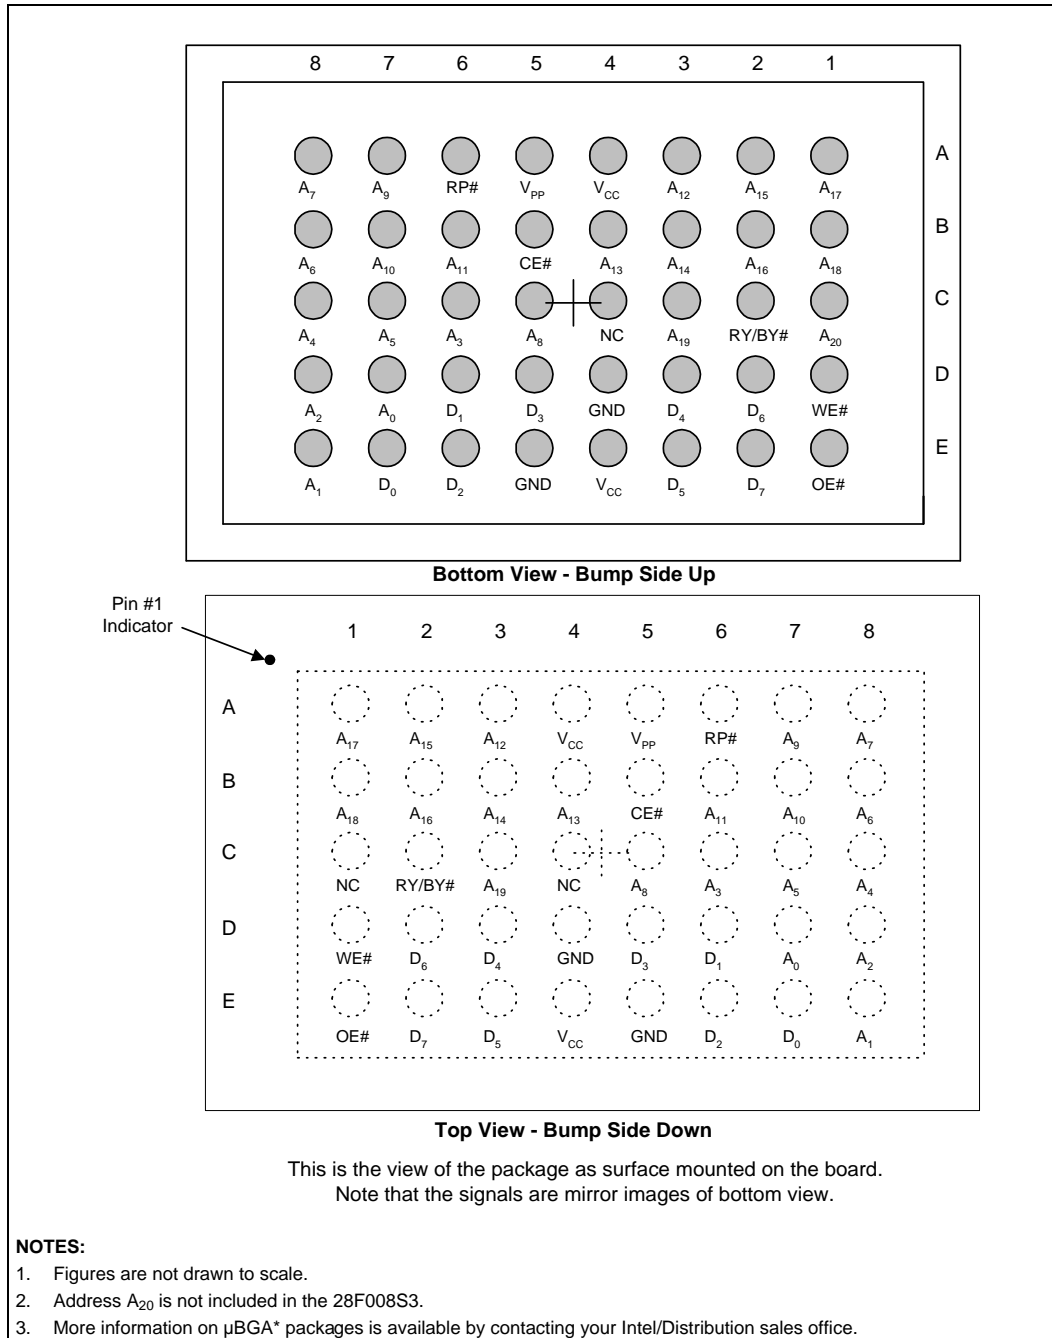 8 7 6 5 4 3 2 1
A
A7 A9 RP# VPP VCC A12 A15 A17
B
A6 A10 A11 CE# A13 A14 A16 A18
C
A4 A5 A3 A8 NC A19 RY/BY# A20
D
A2 A0 D1 D3 GND D4 D6 WE#
E
A1 D0 D2 GND VCC D5 D7 OE#
Bottom View - Bump Side Up
Pin #1
Indicator
1 2 3 4 5 6 7 8
A
A17 A15 A12 VCC VPP RP# A9 A7
B
A18 A16 A14 A13 CE# A11 A10 A6
C
NC RY/BY# A19 NC A8 A3 A5 A4
D
WE# D6 D4 GND D3 D1 A0 A2
E
OE# D7 D5 VCC GND D2 D0 A1
Top View - Bump Side Down
This is the view of the package as surface mounted on the board.
Note that the signals are mirror images of bottom view.
NOTES:
1. Figures are not drawn to scale.
2. Address A20 is not included in the 28F008S3.
3. More information on µBGA* packages is available by contacting your Intel/Distribution sales office.